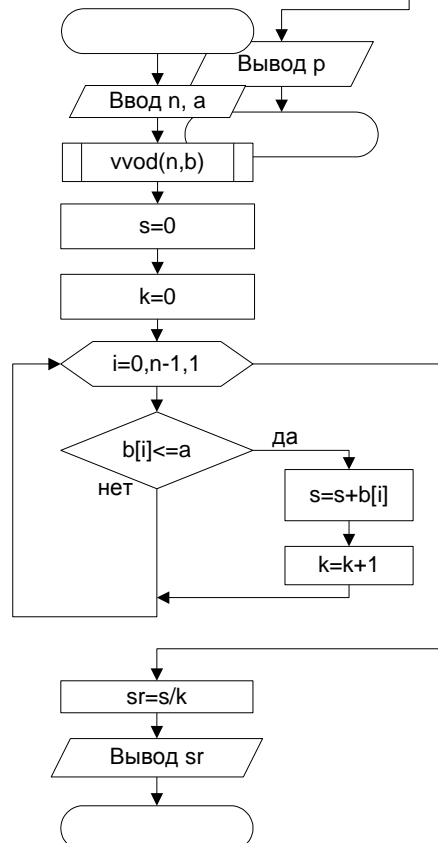 Вывод p
Ввод n, a
vvod(n,b)
s=0
k=0
i=0,n-1,1
b[i]<=a
да
нет
s=s+b[i]
k=k+1
sr=s/k
Вывод sr